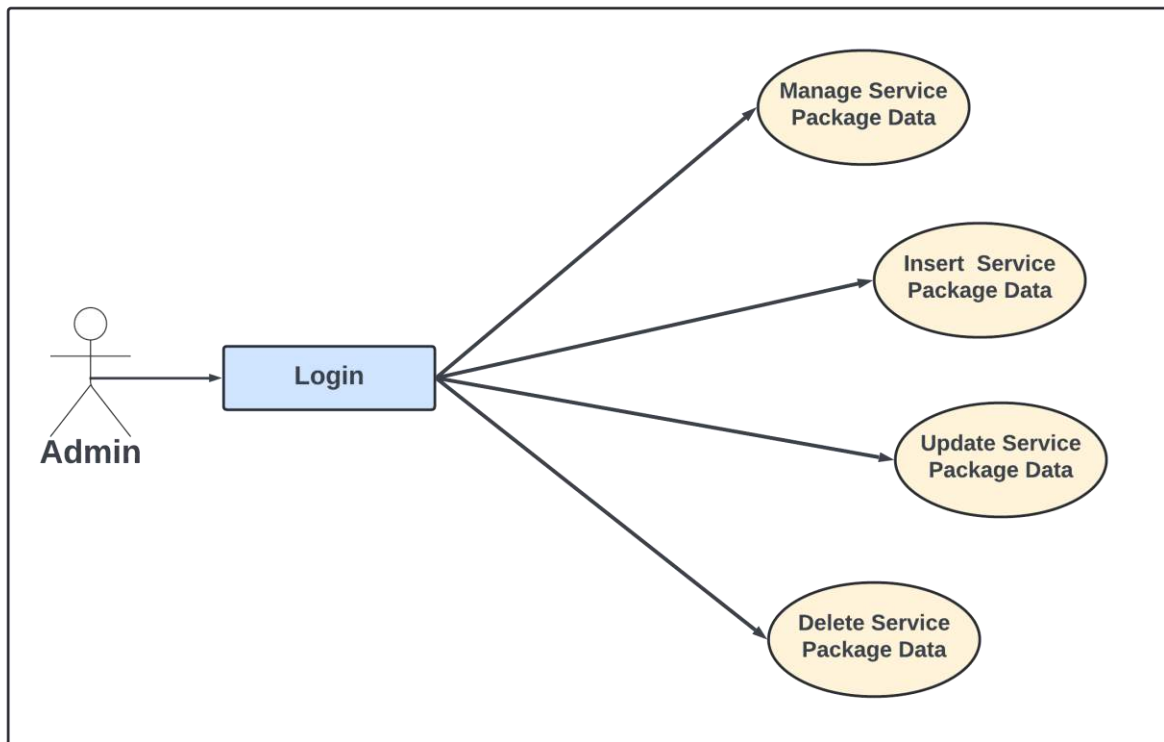 Manage Service
Package Data
Insert Service
Package Data
Login
Admin
Update Service
Package Data
Delete Service
Package Data